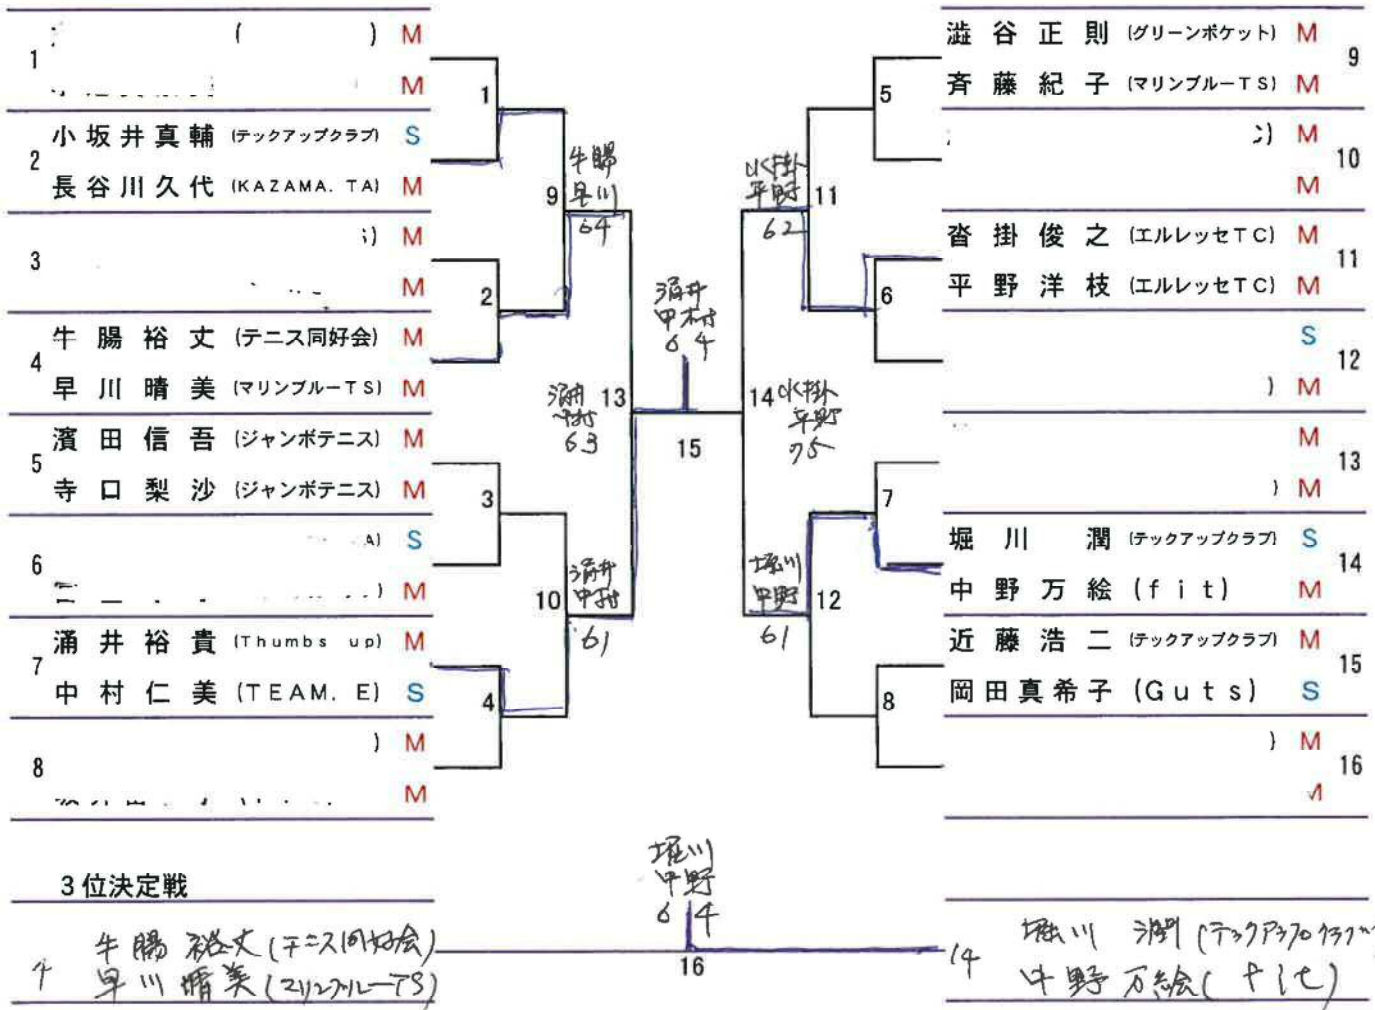 1
( ) M
M
2
小坂井真輔 (テックアップクラブ) S
長谷川久代 (KAZAMA. TA) M
3
) M
M
4
牛腸裕丈 (テニス同好会) M
早川晴美 (マリンブルーTS) M
5
濱田信吾 (ジャンボテニス) M
寺口梨沙 (ジャンボテニス) M
6
A) S
) M
7
涌井裕貴 (Thumbs up) M
中村仁美 (TEAM. E) S
8
) M
M
1
2
3
4
9
牛腸
早川
64
10
涌井
中村
61
13
涌井
中村
63
涌井
中村
6 4
15
14
平野
75
平野
62
11
堀川
中野
61
12
5
6
7
8
澁谷正則 (グリーンポケット) M
9
斉藤紀子 (マリンブルーTS) M
) M
10
M
沓掛俊之 (エルレッセTC) M
11
平野洋枝 (エルレッセTC) M
S
12
) M
M
13
) M
堀川 潤 (テックアップクラブ) S
14
中野万絵 (fit) M
近藤浩二 (テックアップクラブ) M
15
岡田真希子 (Guts) S
) M
16
3位決定戦
堀川
中野
6 4
16
4
牛腸 裕丈 (テニス同好会)
早川 晴美 (マリンブルーTS)
14
堀川 潤 (テックアップクラブ
中野 万絵 (fit)